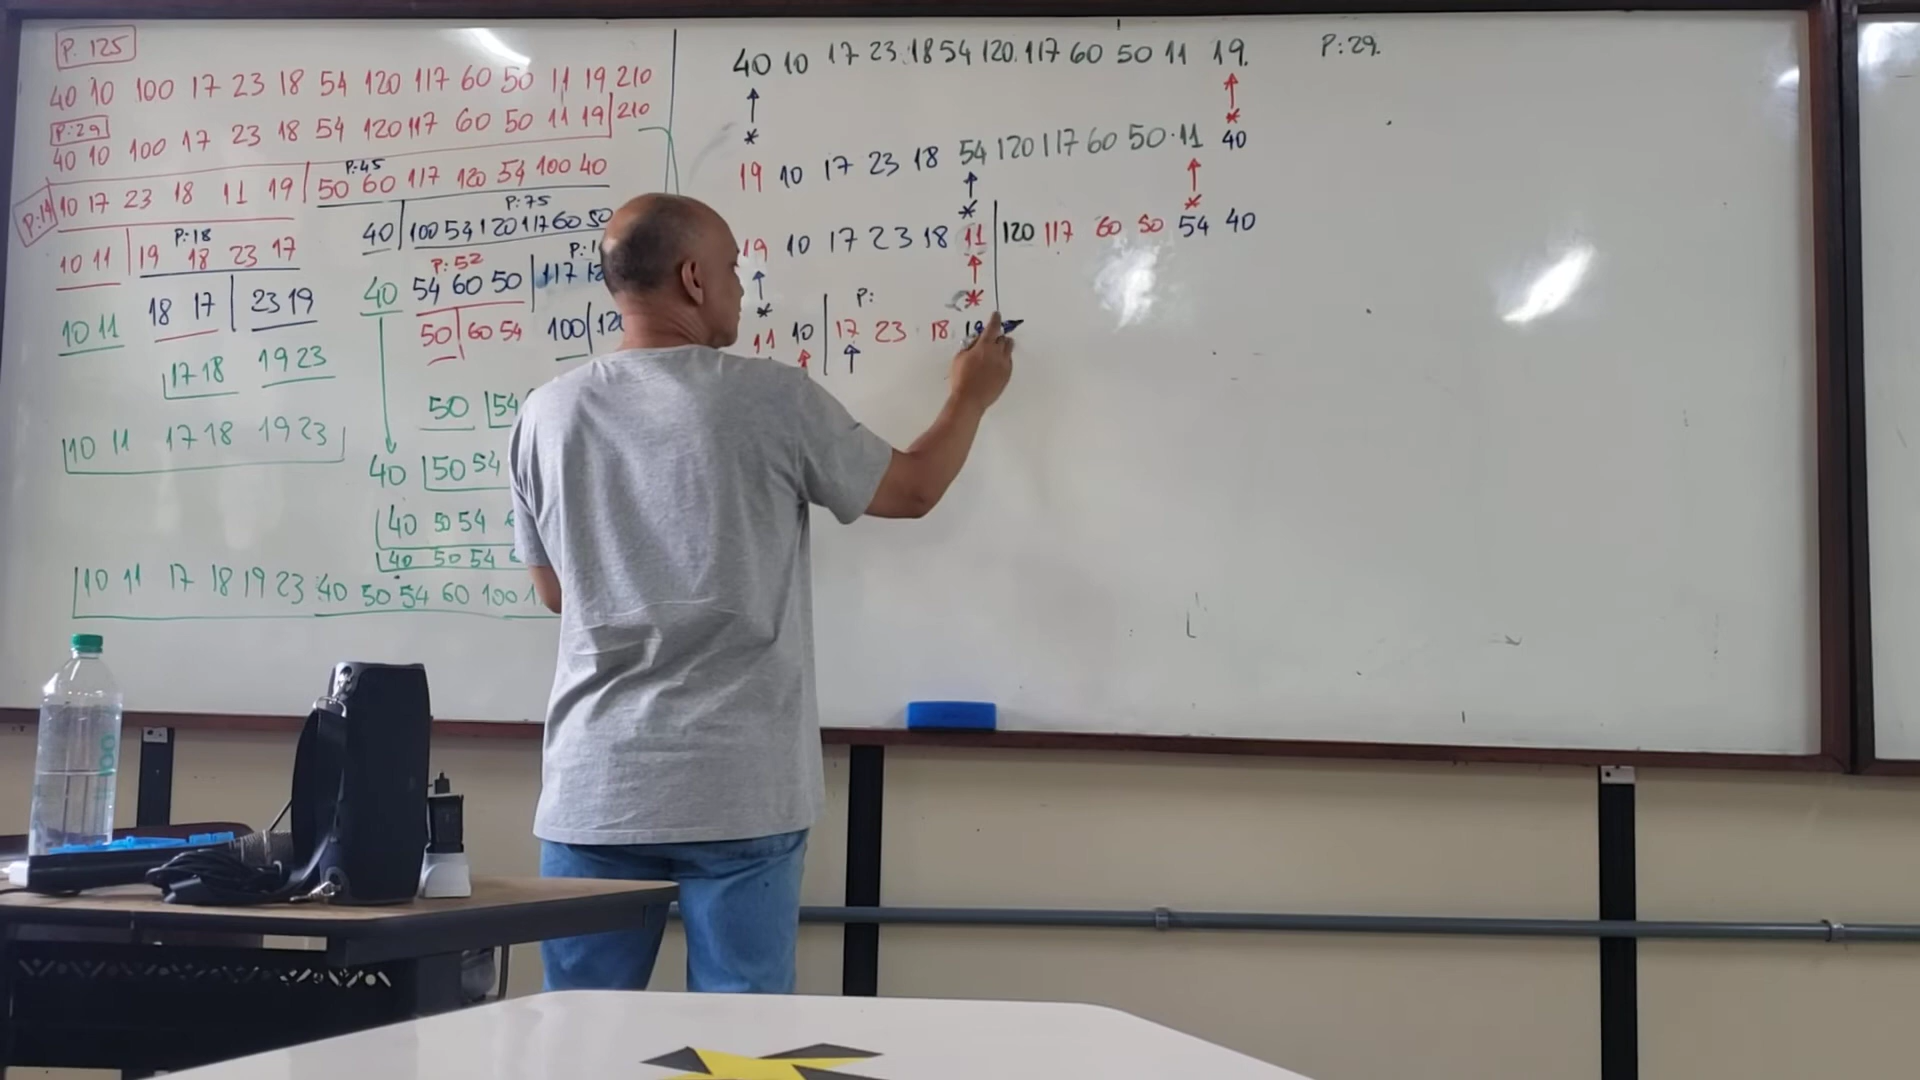 P. 125
40 10 100 17 23 18 54 120 117 60 50 11 19 210
P:29
40 10 100 17 23 18 54 120 117 60 50 11 19 | 210
P:45
P:14 10 17 23 18 11 19 | 50 60 117 120 54 100 40
P:18
10 11 | 19 18 23 17
10 11 18 17 | 23 19
17 18 19 23
10 11 17 18 19 23
P:75
40 | 100 54 120 117 60 50
P:52
40 54 60 50 | 117
50 | 60 54 100 |
50 | 54
40 | 50 54
40 50 54
40 50 54
10 11 17 18 19 23 40 50 54 60 100
40 10 17 23 18 54 120 117 60 50 11 19. P:29.
*
19 10 17 23 18 54 120 117 60 50 11 40
*
19 10 17 23 18 11 | 120 117 60 50 54 40
P:
11 10 | 17 23 18 19
100